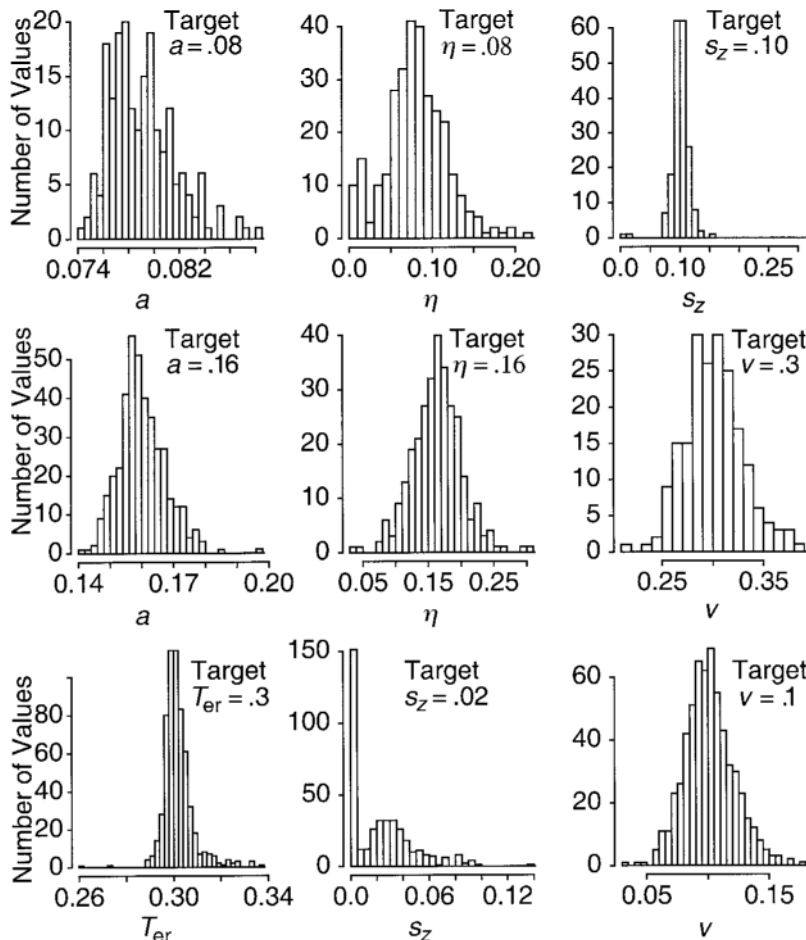 Target
a = .08
Target
η = .08
Target
s_z = .10
Number of Values
20
15
10
5
0
40
30
20
10
0
60
50
40
30
20
10
0
0.074 0.082
0.0 0.10 0.20
0.0 0.10 0.30
a
η
s_z
Target
a = .16
Target
η = .16
Target
v = .3
Number of Values
50
40
30
20
10
0
40
30
20
10
0
30
25
20
15
10
5
0
0.14 0.17 0.20
0.05 0.15 0.30
0.25 0.35
a
η
v
Target
T_er = .3
Target
s_z = .02
Target
v = .1
Number of Values
80
60
40
20
0
150
100
50
0
60
40
20
0
0.26 0.30 0.34
0.0 0.06 0.12
0.05 0.15
T_er
s_z
v